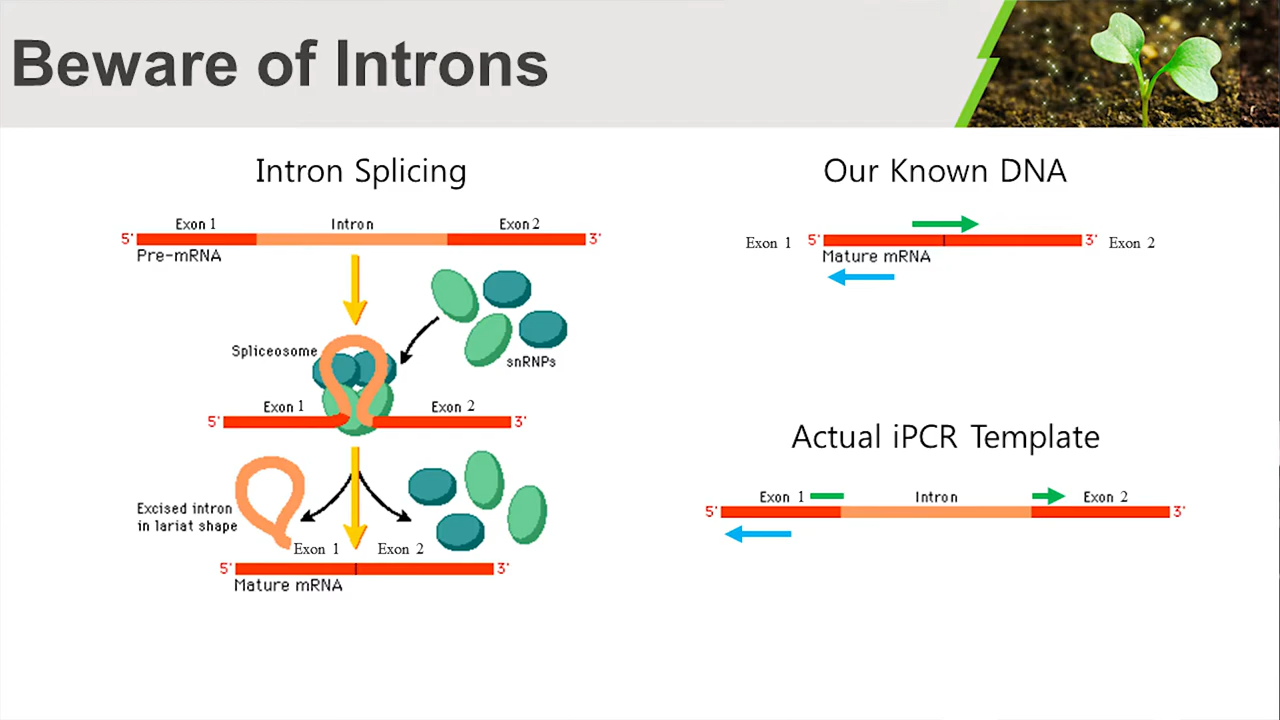 Beware of Introns
Intron Splicing
Exon 1
Intron
Exon 2
5'
3'
Pre-mRNA
Spliceosome
snRNPs
Exon 1
Exon 2
5'
3'
Excised intron
in lariat shape
Exon 1
Exon 2
5'
3'
Mature mRNA
Our Known DNA
Exon 1
5'
3'
Exon 2
Mature mRNA
Actual iPCR Template
Exon 1
Intron
Exon 2
5'
3'